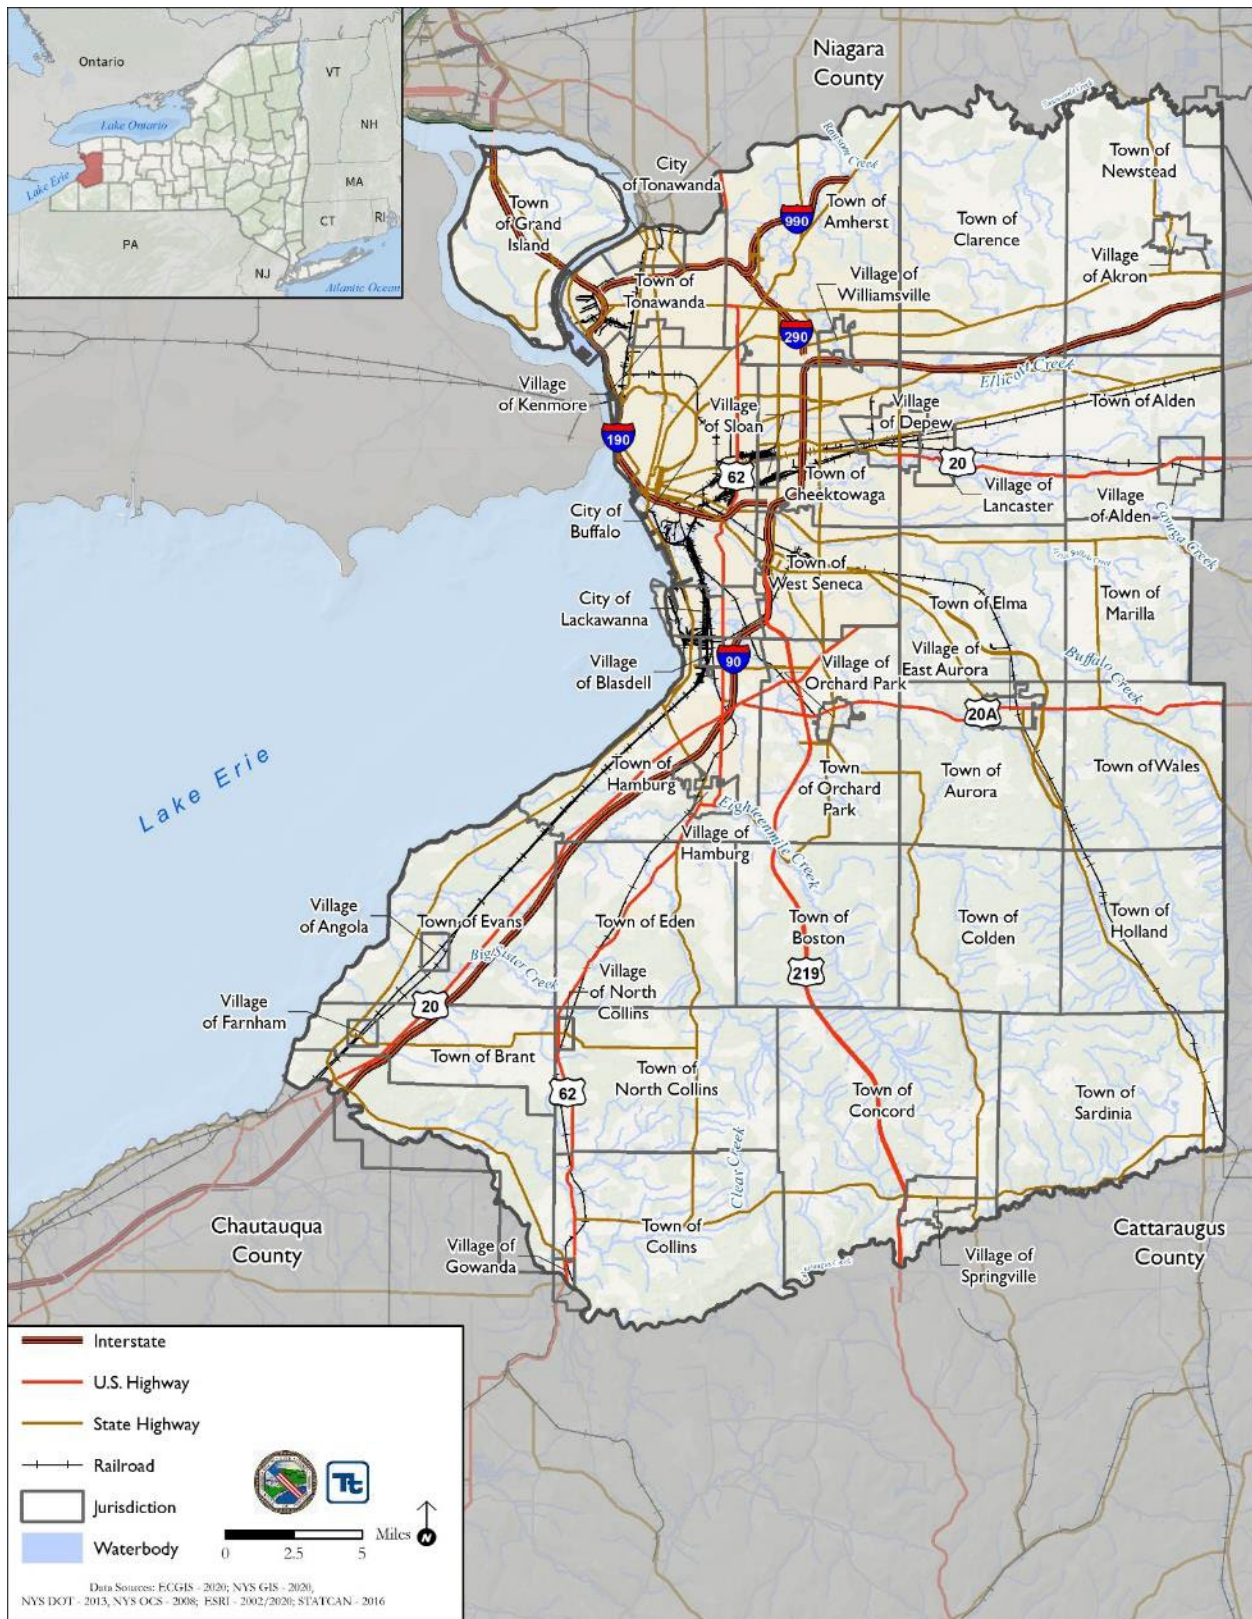 Ontario
VT
NH
Lake Ontario
MA
Lake Erie
CT
RI
PA
NJ
Atlantic Ocean
Niagara
County
Ransom Creek
City
of Tonawanda
Town of
Newstead
Town
of Grand
Island
990
Town of
Amherst
Town of
Clarence
Village
of Akron
Village of
Williamsville
Town of
Tonawanda
290
Ellicott Creek
Village
of Kenmore
Village
of Sloan
Village
of Depew
Town of Alden
190
62
20
Town of
Cheektowaga
Village of
Lancaster
Village
of Alden
City of
Buffalo
Cayuga Creek
Town of
West Seneca
City of
Lackawanna
Town of Elma
Town of
Marilla
90
Village
of Blasdell
Village of
Orchard Park
Village of
East Aurora
Buffalo Creek
20A
Lake Erie
Town of
Hamburg
Town
of Orchard
Park
Town of
Aurora
Town of Wales
Eighteenmile Creek
Village of
Hamburg
Village
of Angola
Town of Evans
Town of Eden
Town of
Boston
Town of
Colden
Town of
Holland
Big Sister Creek
219
Village
of North
Collins
Village
of Farnham
20
Town of Brant
62
Town of
North Collins
Town of
Concord
Town of
Sardinia
Clear Creek
Chautauqua
County
Village of
Gowanda
Town of
Collins
Village of
Springville
Cattaraugus
County
Interstate
U.S. Highway
State Highway
Railroad
Jurisdiction
Waterbody
Tt
Miles
N
0 2.5 5
Data Sources: ECGIS - 2020; NYS GIS - 2020,
NYS DOT - 2013, NYS OCS - 2008; ESRI - 2002/2020; STATCAN - 2016